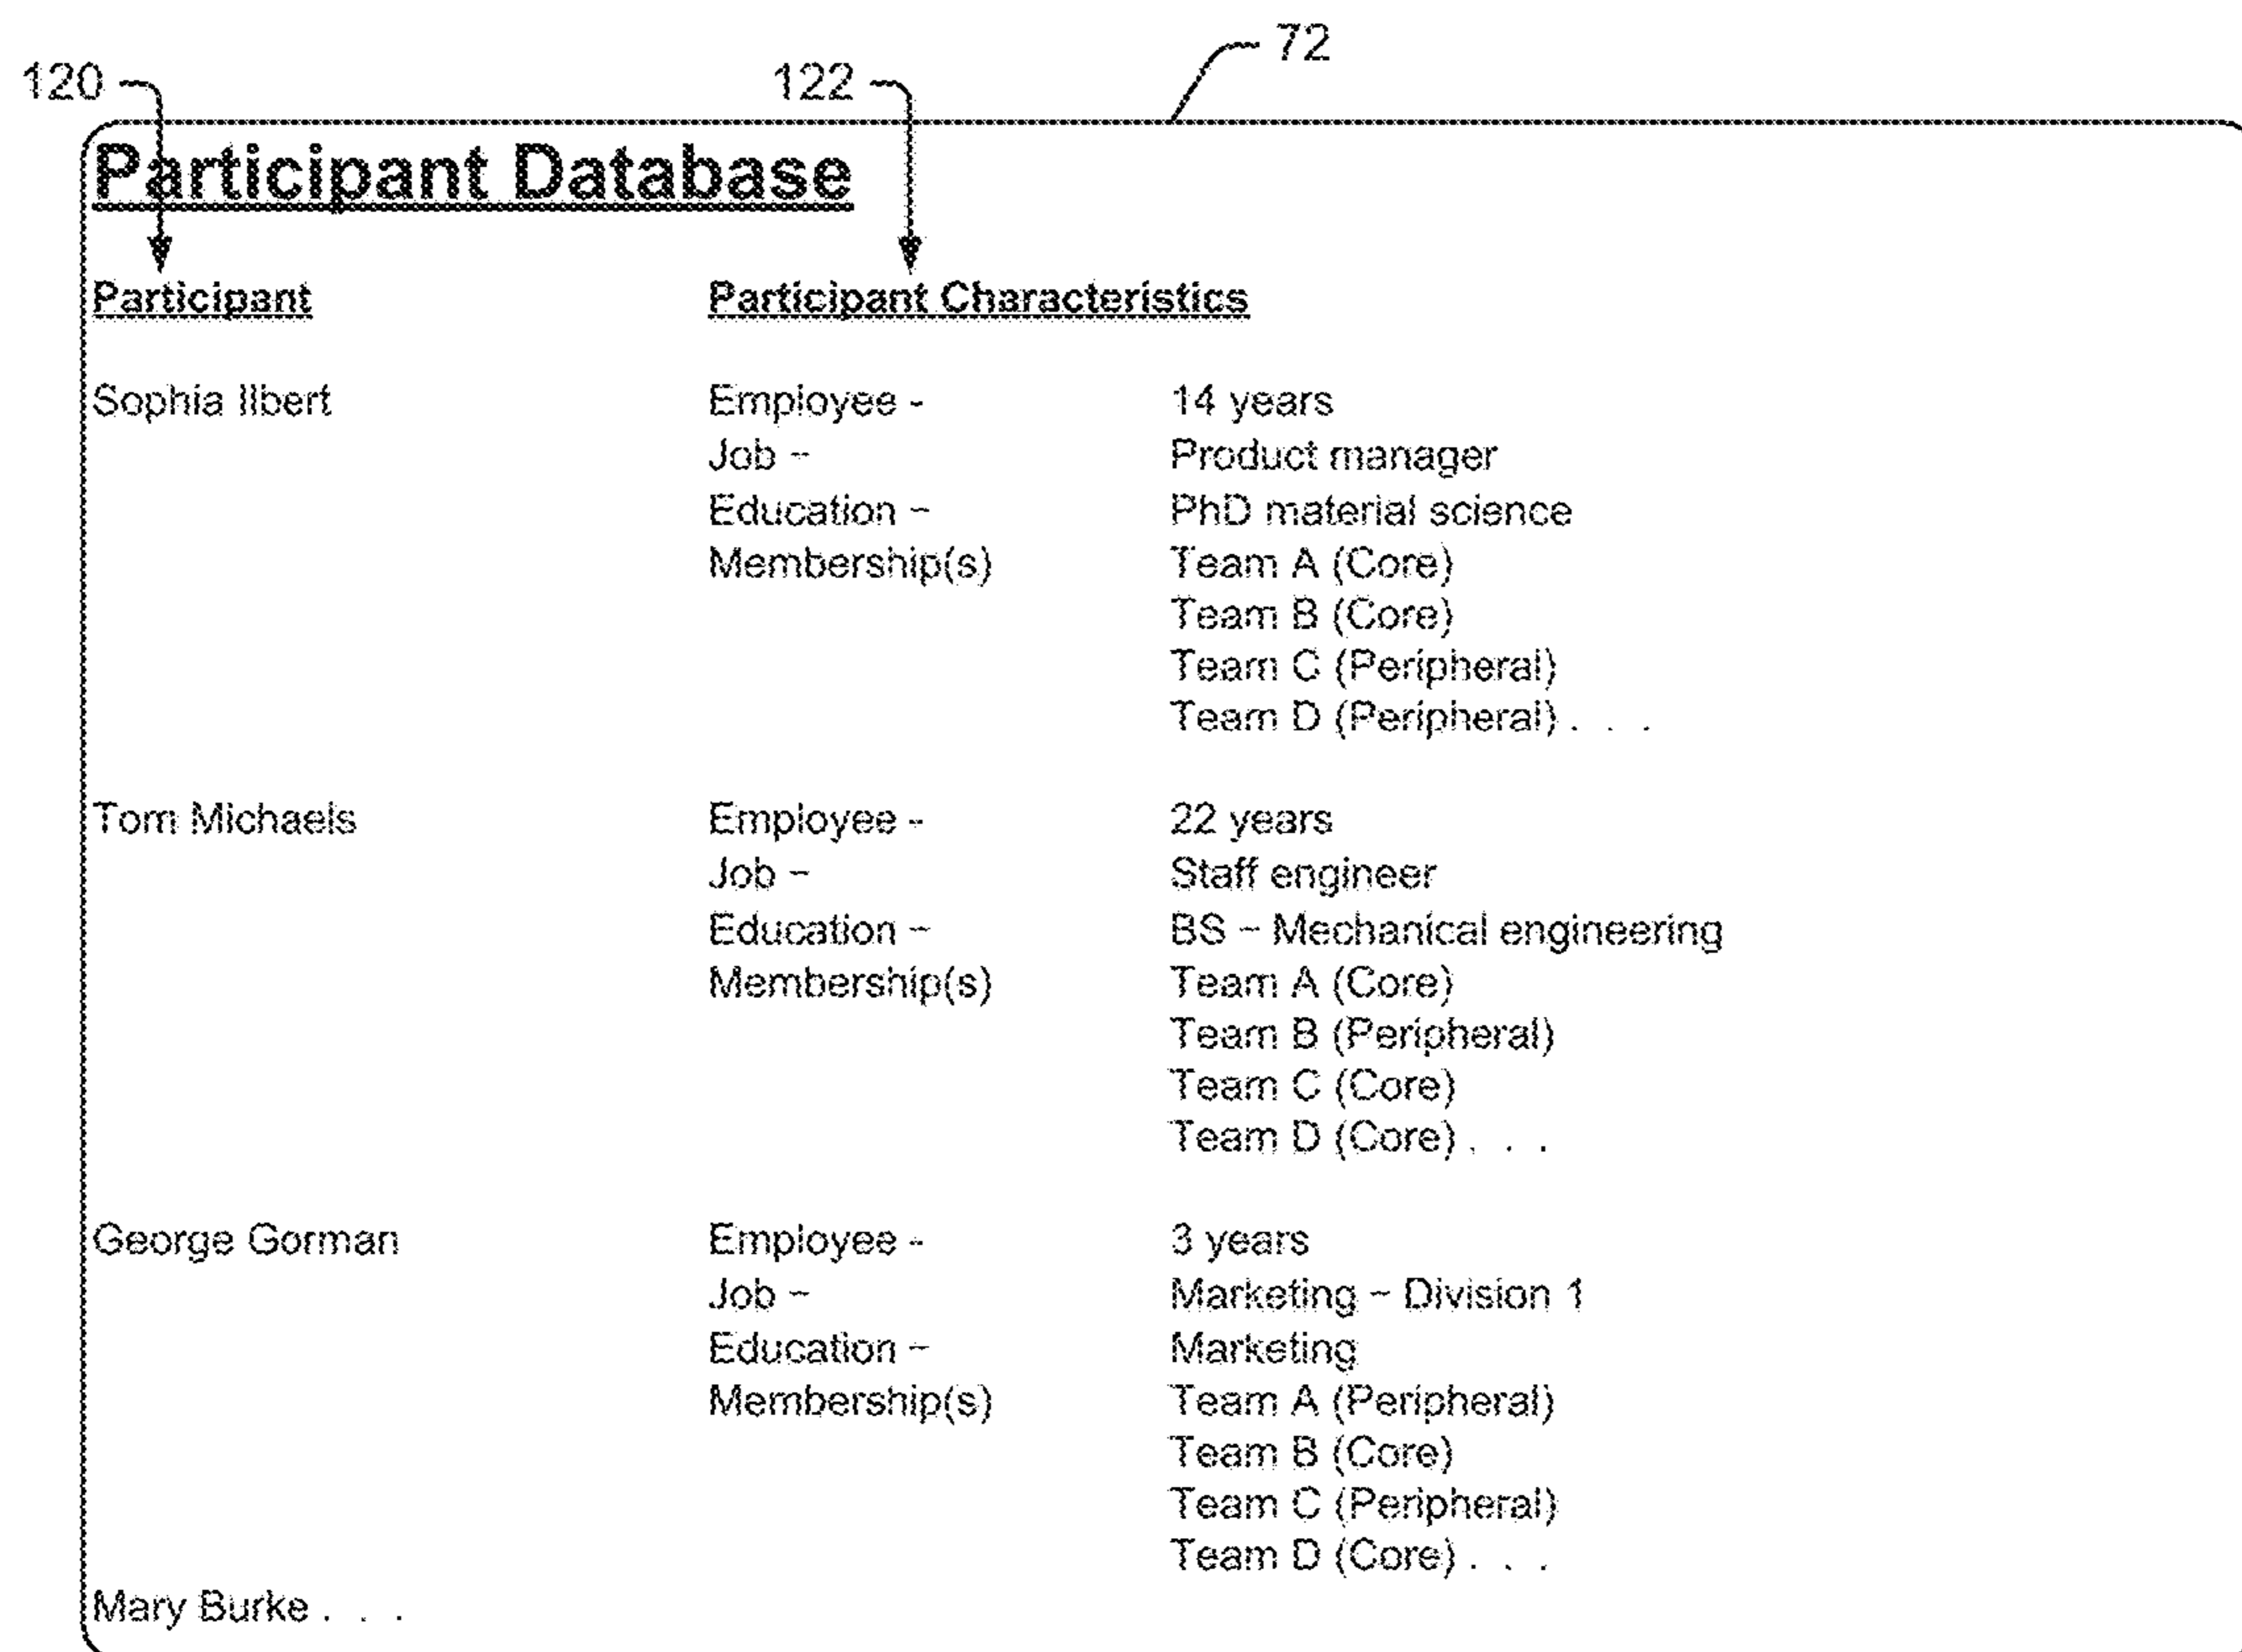 72
120
122
Participant Database
Participant Participant Characteristics
Sophia Ilbert Employee - 14 years
Job – Product manager
Education – PhD material science
Membership(s) Team A (Core)
Team B (Core)
Team C (Peripheral)
Team D (Peripheral) . . .
Tom Michaels Employee - 22 years
Job – Staff engineer
Education – BS – Mechanical engineering
Membership(s) Team A (Core)
Team B (Peripheral)
Team C (Core)
Team D (Core) . . .
George Gorman Employee - 3 years
Job – Marketing – Division 1
Education – Marketing
Membership(s) Team A (Peripheral)
Team B (Core)
Team C (Peripheral)
Team D (Core) . . .
Mary Burke . . .